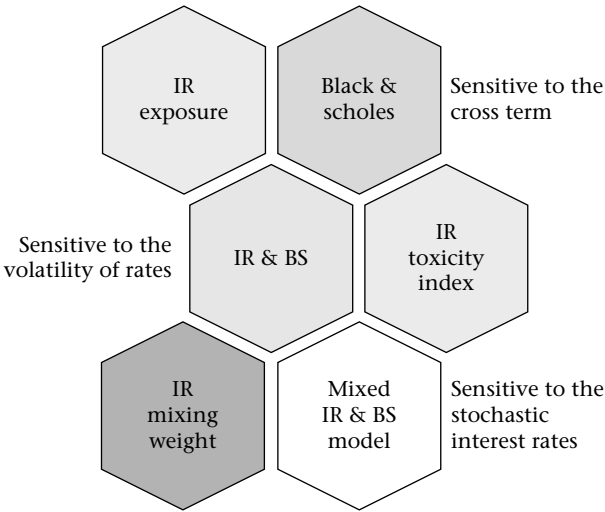 IR
exposure
Black &
scholes
Sensitive to the
cross term
Sensitive to the
volatility of rates
IR & BS
IR
toxicity
index
IR
mixing
weight
Mixed
IR & BS
model
Sensitive to the
stochastic
interest rates